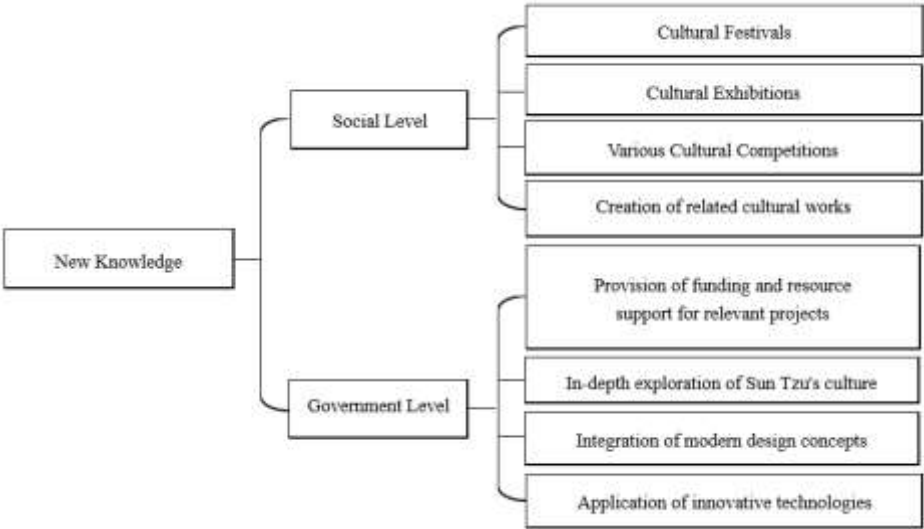 New Knowledge
Social Level
Cultural Festivals
Cultural Exhibitions
Various Cultural Competitions
Creation of related cultural works
Government Level
Provision of funding and resource
support for relevant projects
In-depth exploration of Sun Tzu's culture
Integration of modern design concepts
Application of innovative technologies